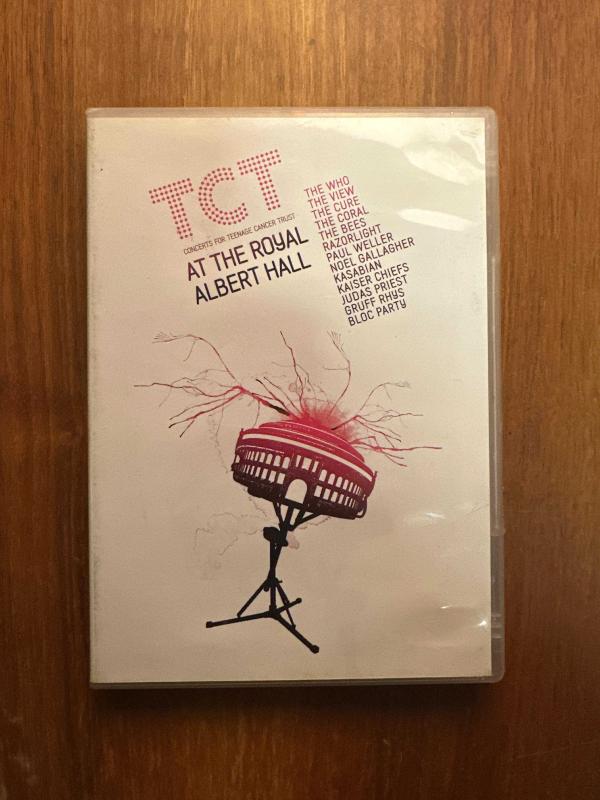 TCT
CONCERTS FOR TEENAGE CANCER TRUST
AT THE ROYAL
ALBERT HALL
THE WHO
THE VIEW
THE CURE
THE CORAL
THE BEES
RAZORLIGHT
PAUL WELLER
NOEL GALLAGHER
KASABIAN
KAISER CHIEFS
JUDAS PRIEST
GRUFF RHYS
BLOC PARTY